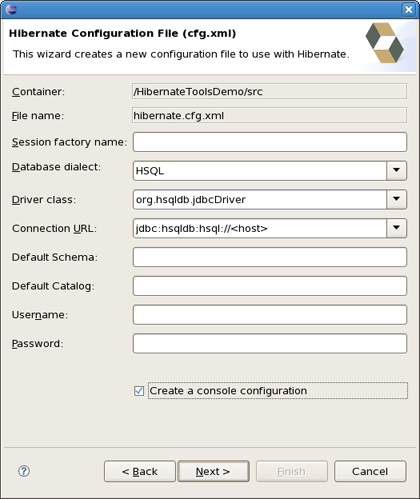 Hibernate Configuration File (cfg.xml)
This wizard creates a new configuration file to use with Hibernate.
Container: /HibernateToolsDemo/src
File name: hibernate.cfg.xml
Session factory name:
Database dialect: HSQL
Driver class: org.hsqldb.jdbcDriver
Connection URL: jdbc:hsqldb:hsql://<host>
Default Schema:
Default Catalog:
Username:
Password:
Create a console configuration
? < Back Next > Finish Cancel